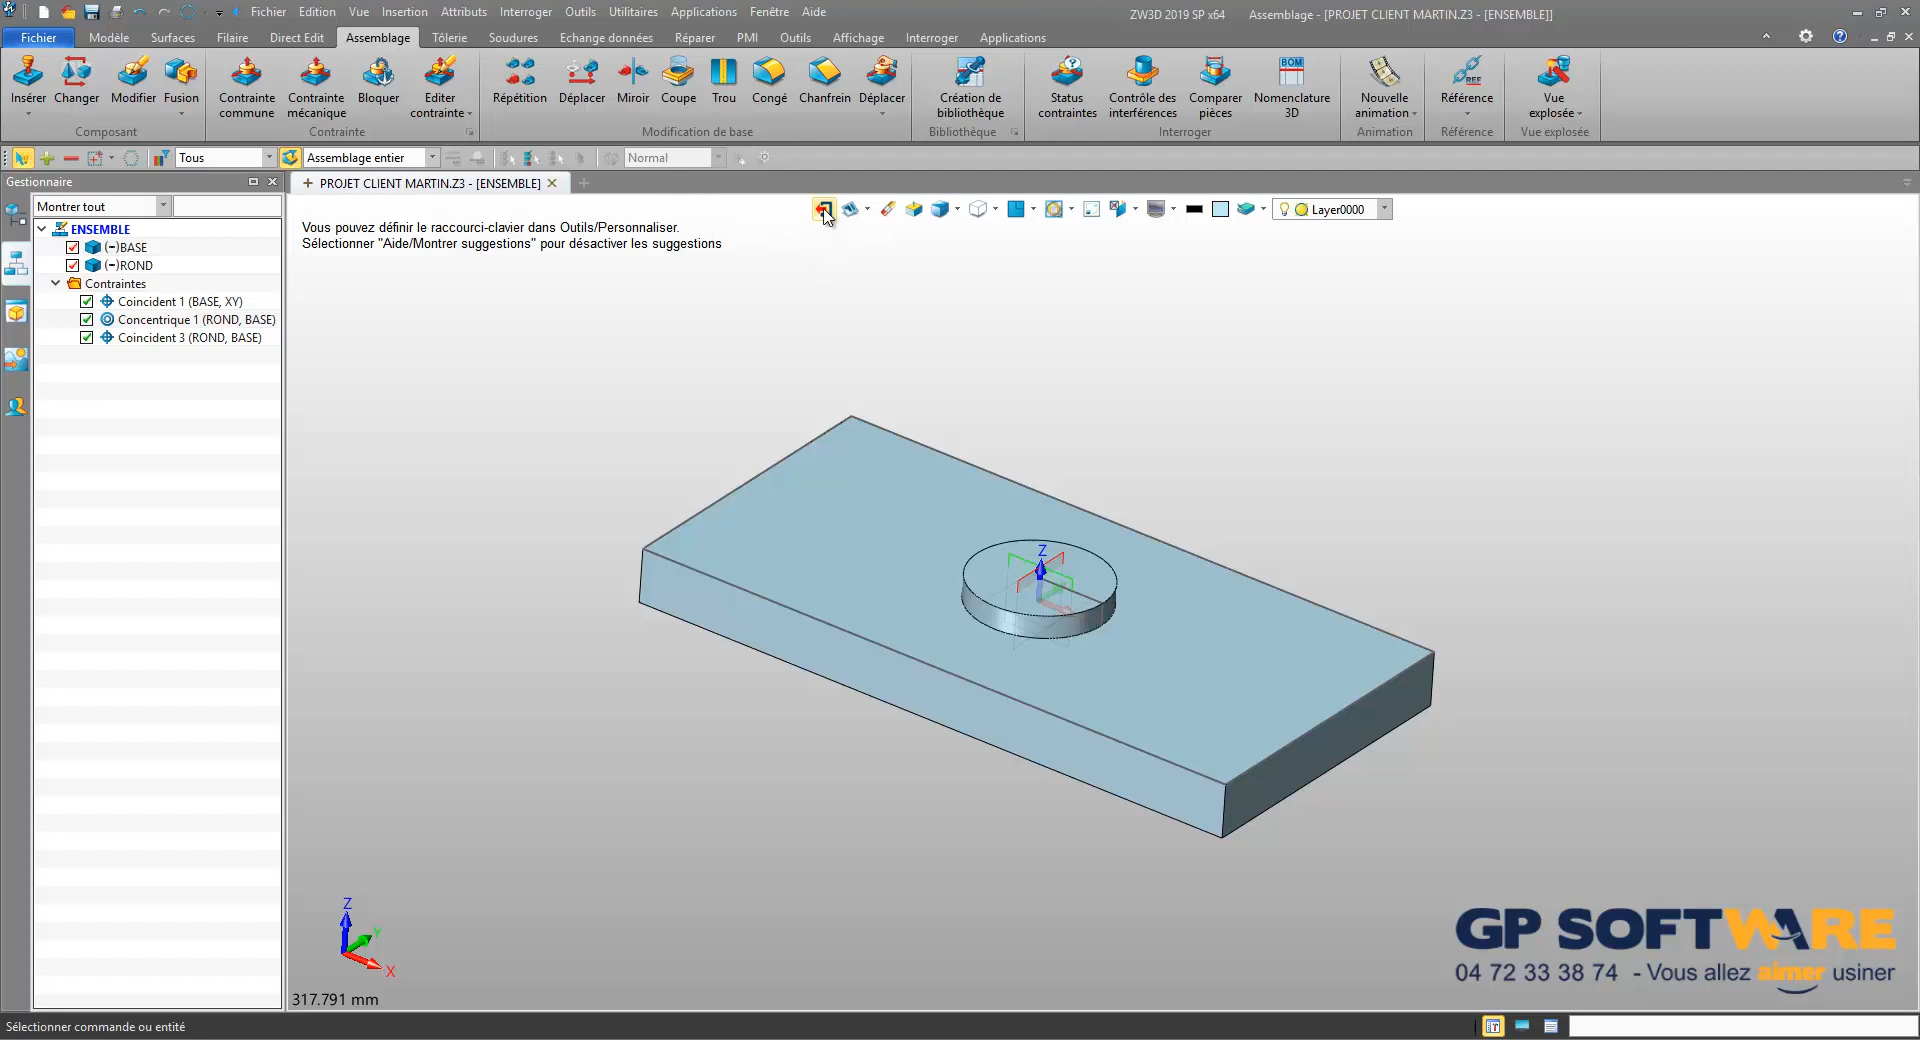 Fichier Edition Vue Insertion Attributs Interroger Outils Utilitaires Applications Fenêtre Aide ZW3D 2019 SP x64 Assemblage - [PROJET CLIENT MARTIN.Z3 - [ENSEMBLE]]
Fichier Modèle Surfaces Filaire Direct Edit Assemblage Tôlerie Soudures Echange données Réparer PMI Outils Affichage Interroger Applications
Insérer Changer Modifier Fusion Contrainte commune Contrainte mécanique Bloquer Editer contrainte Répétition Déplacer Miroir Coupe Trou Congé Chanfrein Déplacer Création de bibliothèque Status contraintes Contrôle des interférences Comparer pièces BOM Nomenclature 3D Nouvelle animation REF Référence Vue explosée
Composant Contrainte Modification de base Bibliothèque Interroger Animation Référence Vue explosée
Tous Assemblage entier Normal
Gestionnaire PROJET CLIENT MARTIN.Z3 - [ENSEMBLE]
Montrer tout Layer0000
ENSEMBLE
(−)BASE
(−)ROND
Contraintes
Coincident 1 (BASE, XY)
Concentrique 1 (ROND, BASE)
Coincident 3 (ROND, BASE)
Vous pouvez définir le raccourci-clavier dans Outils/Personnaliser.
Sélectionner "Aide/Montrer suggestions" pour désactiver les suggestions
Z
Z
Y
X
317.791 mm
GP SOFTWARE
04 72 33 38 74 - Vous allez aimer usiner
Sélectionner commande ou entité